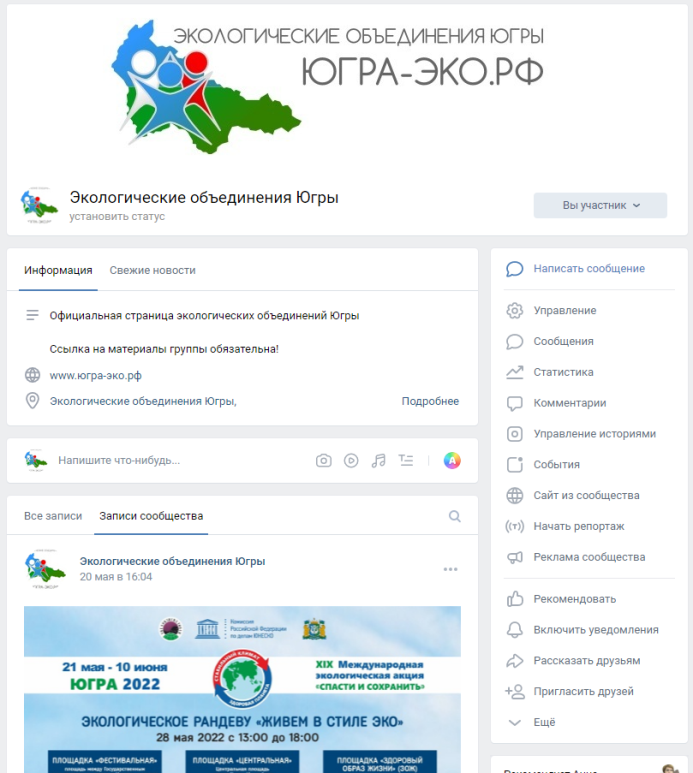 ЭКОЛОГИЧЕСКИЕ ОБЪЕДИНЕНИЯ ЮГРЫ
ЮГРА-ЭКО.РФ
Экологические объединения Югры
установить статус
Вы участник
Информация
Свежие новости
Официальная страница экологических объединений Югры
Ссылка на материалы группы обязательна!
www.югра-эко.рф
Экологические объединения Югры,
Подробнее
Напишите что-нибудь...
Все записи
Записи сообщества
Экологические объединения Югры
20 мая в 16:04
Комиссия
Российской Федерации
по делам ЮНЕСКО
21 мая - 10 июня
ЮГРА 2022
XIX Международная
экологическая акция
«СПАСТИ И СОХРАНИТЬ»
ЭКОЛОГИЧЕСКОЕ РАНДЕВУ «ЖИВЕМ В СТИЛЕ ЭКО»
28 мая 2022 с 13:00 до 18:00
ПЛОЩАДКА «ФЕСТИВАЛЬНАЯ»
площадь между Государственным
ПЛОЩАДКА «ЦЕНТРАЛЬНАЯ»
Центральная площадь
ПЛОЩАДКА «ЗДОРОВЫЙ
ОБРАЗ ЖИЗНИ» (ЗОЖ)
Написать сообщение
Управление
Сообщения
Статистика
Комментарии
Управление историями
События
Сайт из сообщества
Начать репортаж
Реклама сообщества
Рекомендовать
Включить уведомления
Рассказать друзьям
Пригласить друзей
Ещё